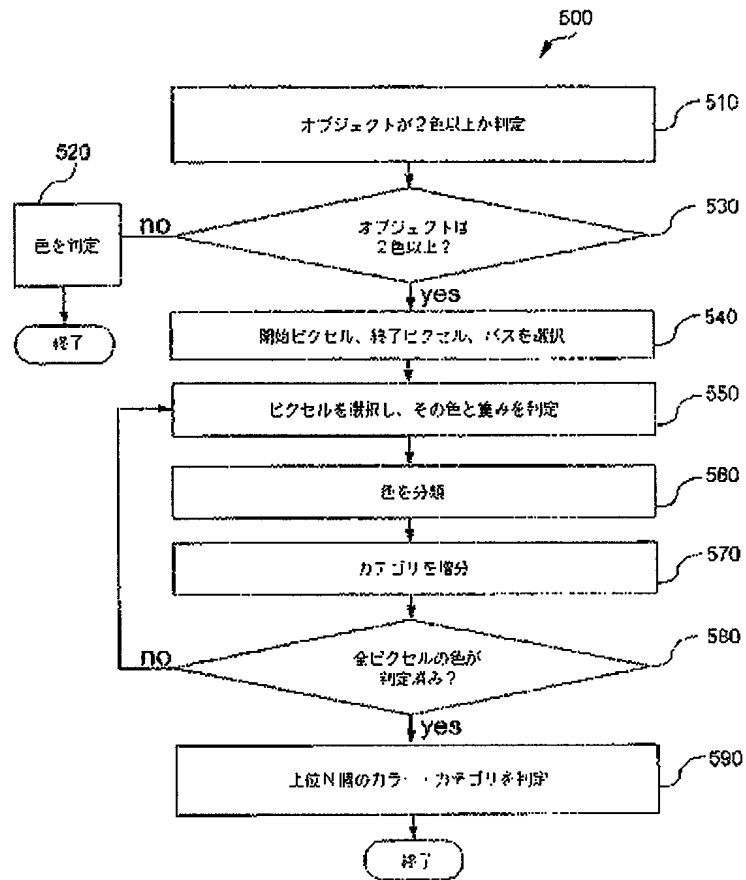 500
オブジェクトが2色以上か判定
510
520
色を判定
終了
no
オブジェクトは
2色以上?
530
yes
開始ピクセル、終了ピクセル、パスを選択
540
ピクセルを選択し、その色と重みを判定
550
色を分類
560
カテゴリを増分
570
no
全ピクセルの色が
判定済み?
580
yes
上位N個のカラー・カテゴリを判定
590
終了